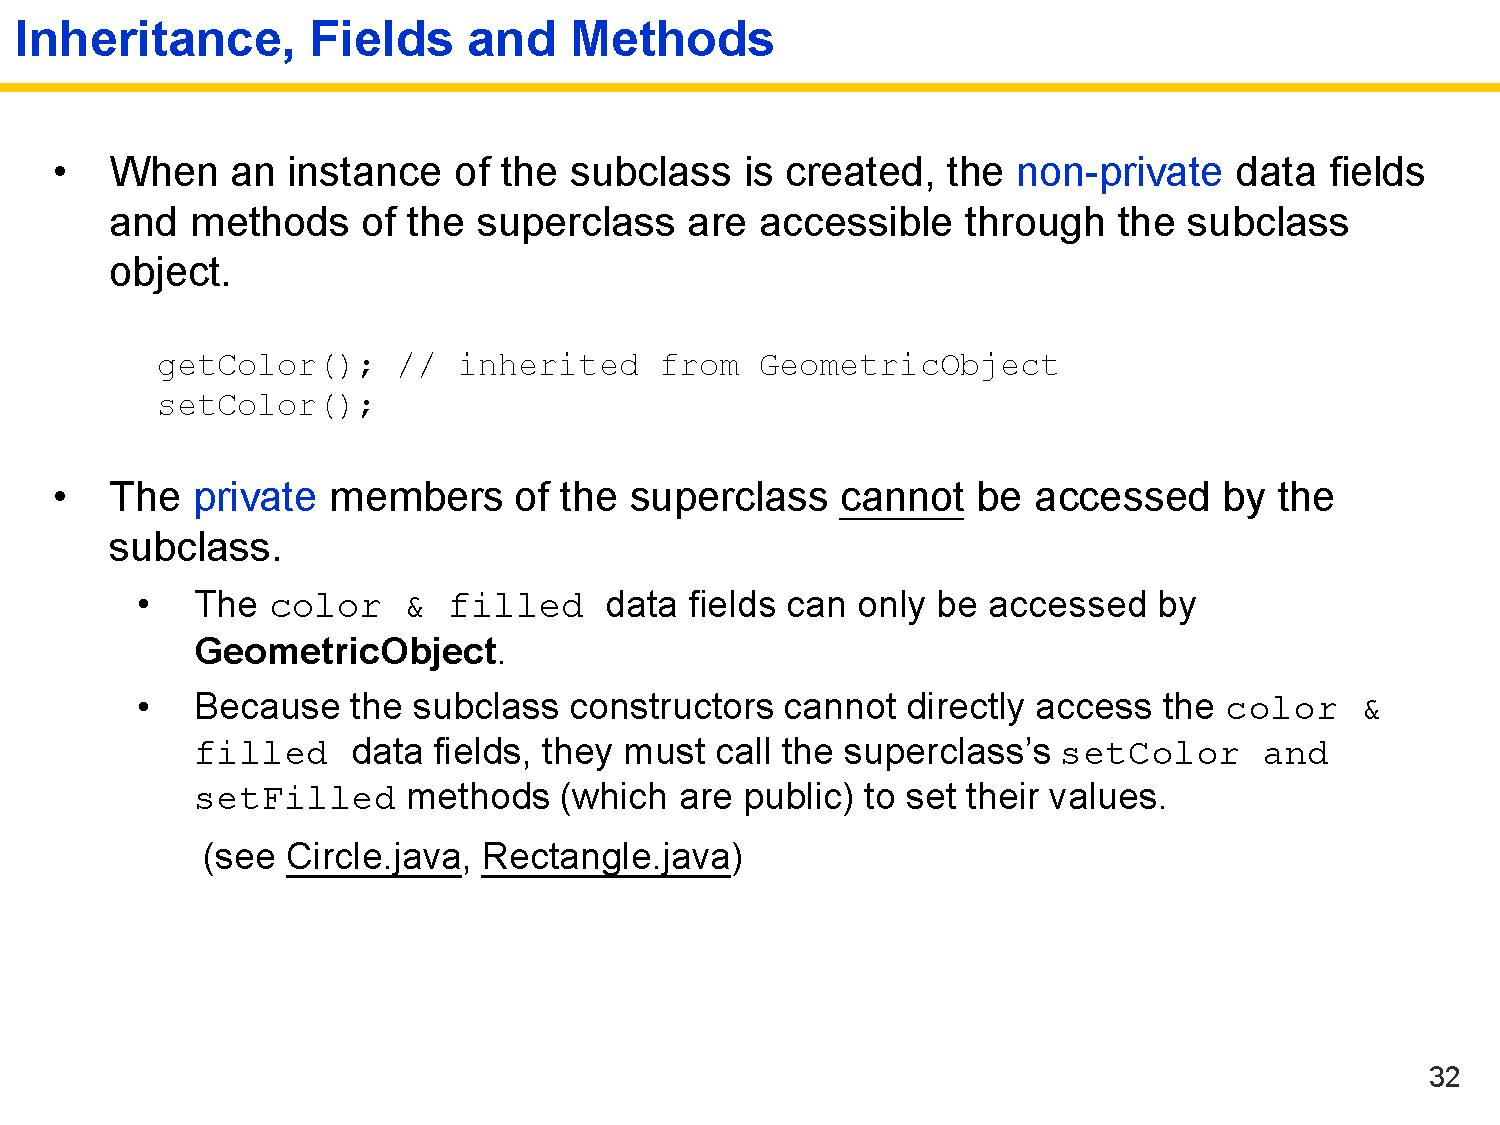 Inheritance, Fields and Methods
• When an instance of the subclass is created, the non-private data fields
and methods of the superclass are accessible through the subclass
object.
getColor(); // inherited from GeometricObject
setColor();
• The private members of the superclass cannot be accessed by the
subclass.
• The color & filled data fields can only be accessed by
GeometricObject.
• Because the subclass constructors cannot directly access the color &
filled data fields, they must call the superclass’s setColor and
setFilled methods (which are public) to set their values.
(see Circle.java, Rectangle.java)
32